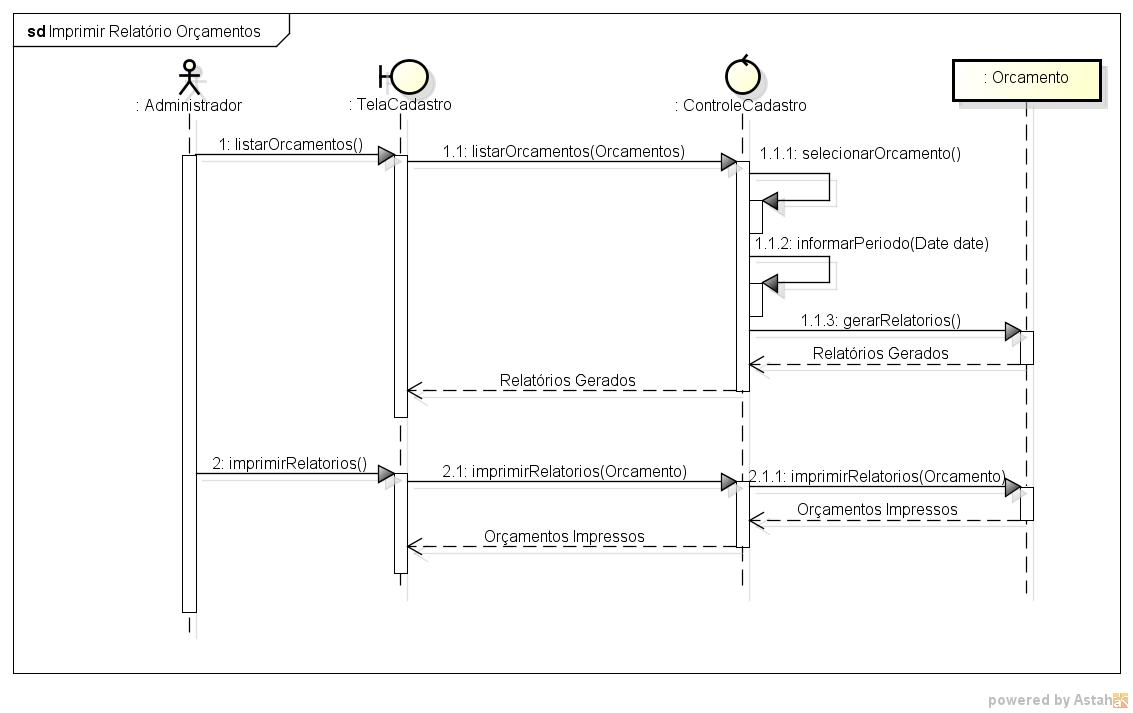 sd Imprimir Relatório Orçamentos
: Administrador
: TelaCadastro
: ControleCadastro
: Orcamento
1: listarOrcamentos()
1.1: listarOrcamentos(Orcamentos)
1.1.1: selecionarOrcamento()
1.1.2: informarPeriodo(Date date)
1.1.3: gerarRelatorios()
Relatórios Gerados
Relatórios Gerados
2: imprimirRelatorios()
2.1: imprimirRelatorios(Orcamento)
2.1.1: imprimirRelatorios(Orcamento)
Orçamentos Impressos
Orçamentos Impressos
powered by Astah